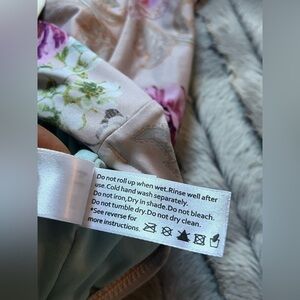 Do not roll up when wet.Rinse well after
use.Cold hand wash separately.
Do not iron,Dry in shade.Do not bleach.
Do not tumble dry.Do not dry clean.
*See reverse for
more instructions.